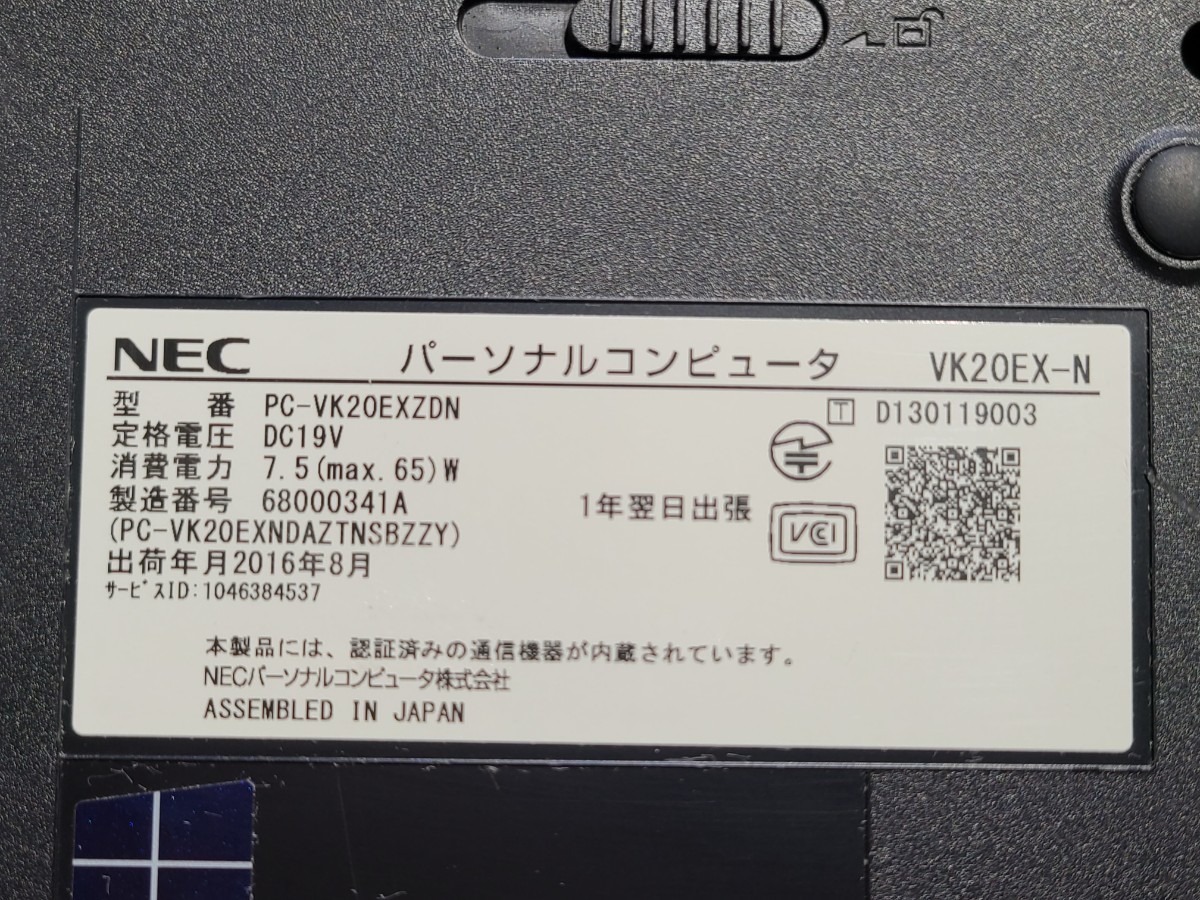 NEC パーソナルコンピュータ VK20EX-N
型番 PC-VK20EXZDN
T D130119003
定格電圧 DC19V
消費電力 7.5(max.65)W
製造番号 68000341A
1年翌日出張
VCCI
(PC-VK20EXNDAZTNSBZZY)
出荷年月2016年8月
サービスID:1046384537
本製品には、認証済みの通信機器が内蔵されています。
NECパーソナルコンピュータ株式会社
ASSEMBLED IN JAPAN